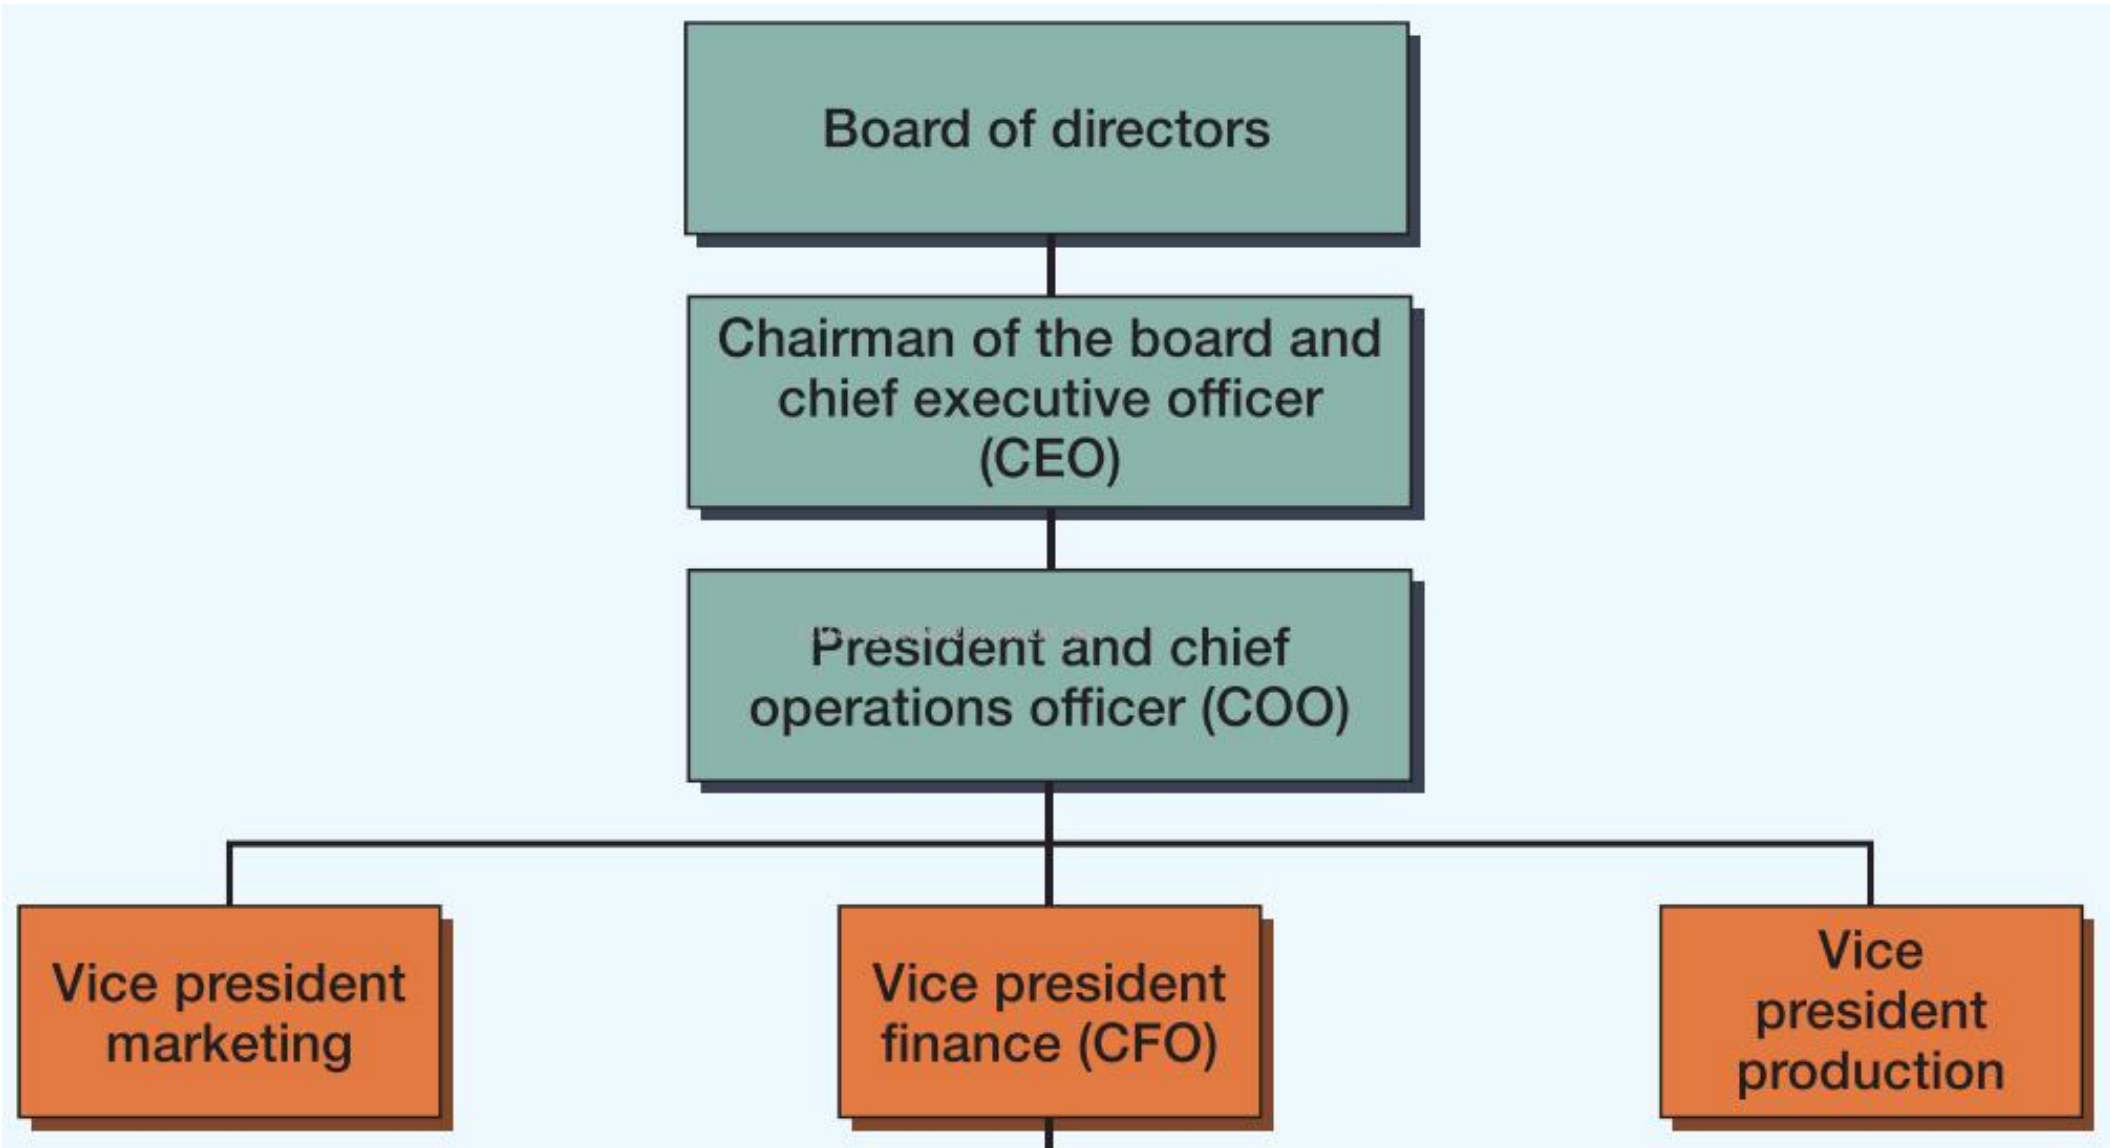 Board of directors
Chairman of the board and
chief executive officer
(CEO)
President and chief
operations officer (COO)
Vice president
marketing
Vice president
finance (CFO)
Vice
president
production